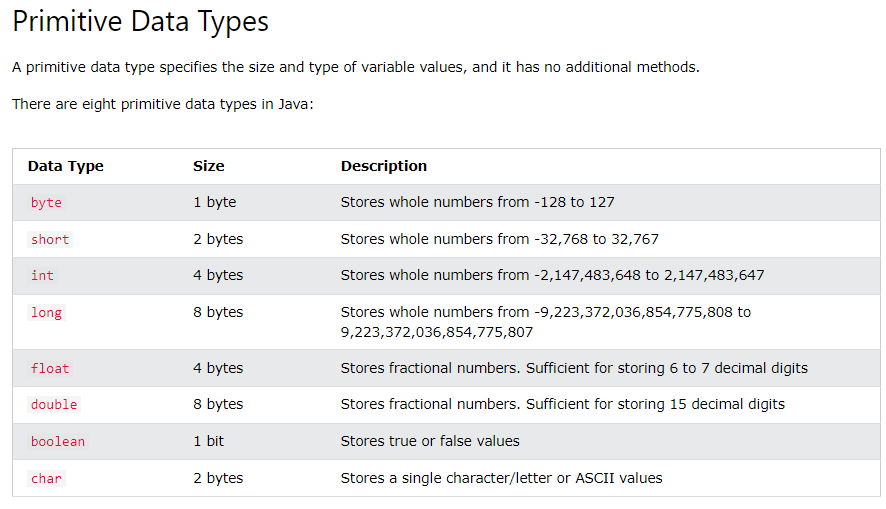 Primitive Data Types
A primitive data type specifies the size and type of variable values, and it has no additional methods.
There are eight primitive data types in Java:
Data Type Size Description
byte 1 byte Stores whole numbers from -128 to 127
short 2 bytes Stores whole numbers from -32,768 to 32,767
int 4 bytes Stores whole numbers from -2,147,483,648 to 2,147,483,647
long 8 bytes Stores whole numbers from -9,223,372,036,854,775,808 to
9,223,372,036,854,775,807
float 4 bytes Stores fractional numbers. Sufficient for storing 6 to 7 decimal digits
double 8 bytes Stores fractional numbers. Sufficient for storing 15 decimal digits
boolean 1 bit Stores true or false values
char 2 bytes Stores a single character/letter or ASCII values